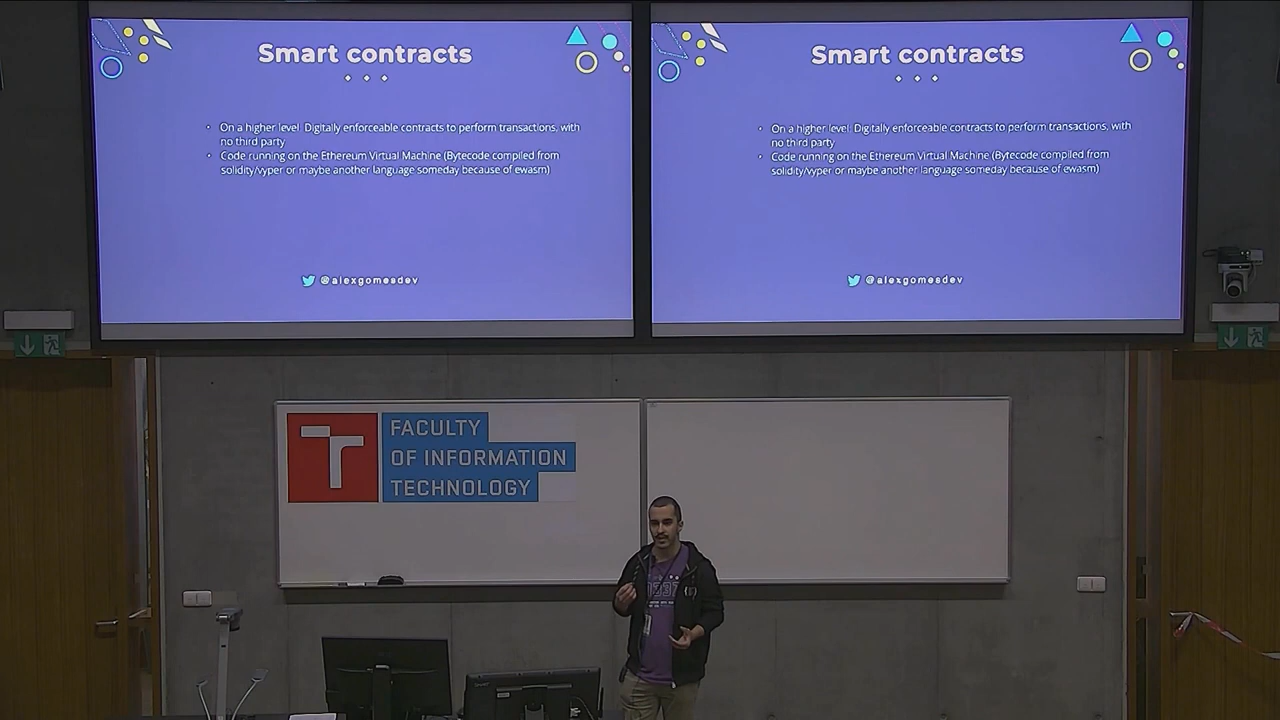 Smart contracts
On a higher level: Digitally enforceable contracts to perform transactions, with
no third party
Code running on the Ethereum Virtual Machine (Bytecode compiled from
solidity/vyper or maybe another language someday because of ewasm)
@alexgomesdev
Smart contracts
On a higher level: Digitally enforceable contracts to perform transactions, with
no third party
Code running on the Ethereum Virtual Machine (Bytecode compiled from
solidity/vyper or maybe another language someday because of ewasm)
@alexgomesdev
T
FACULTY
OF INFORMATION
TECHNOLOGY